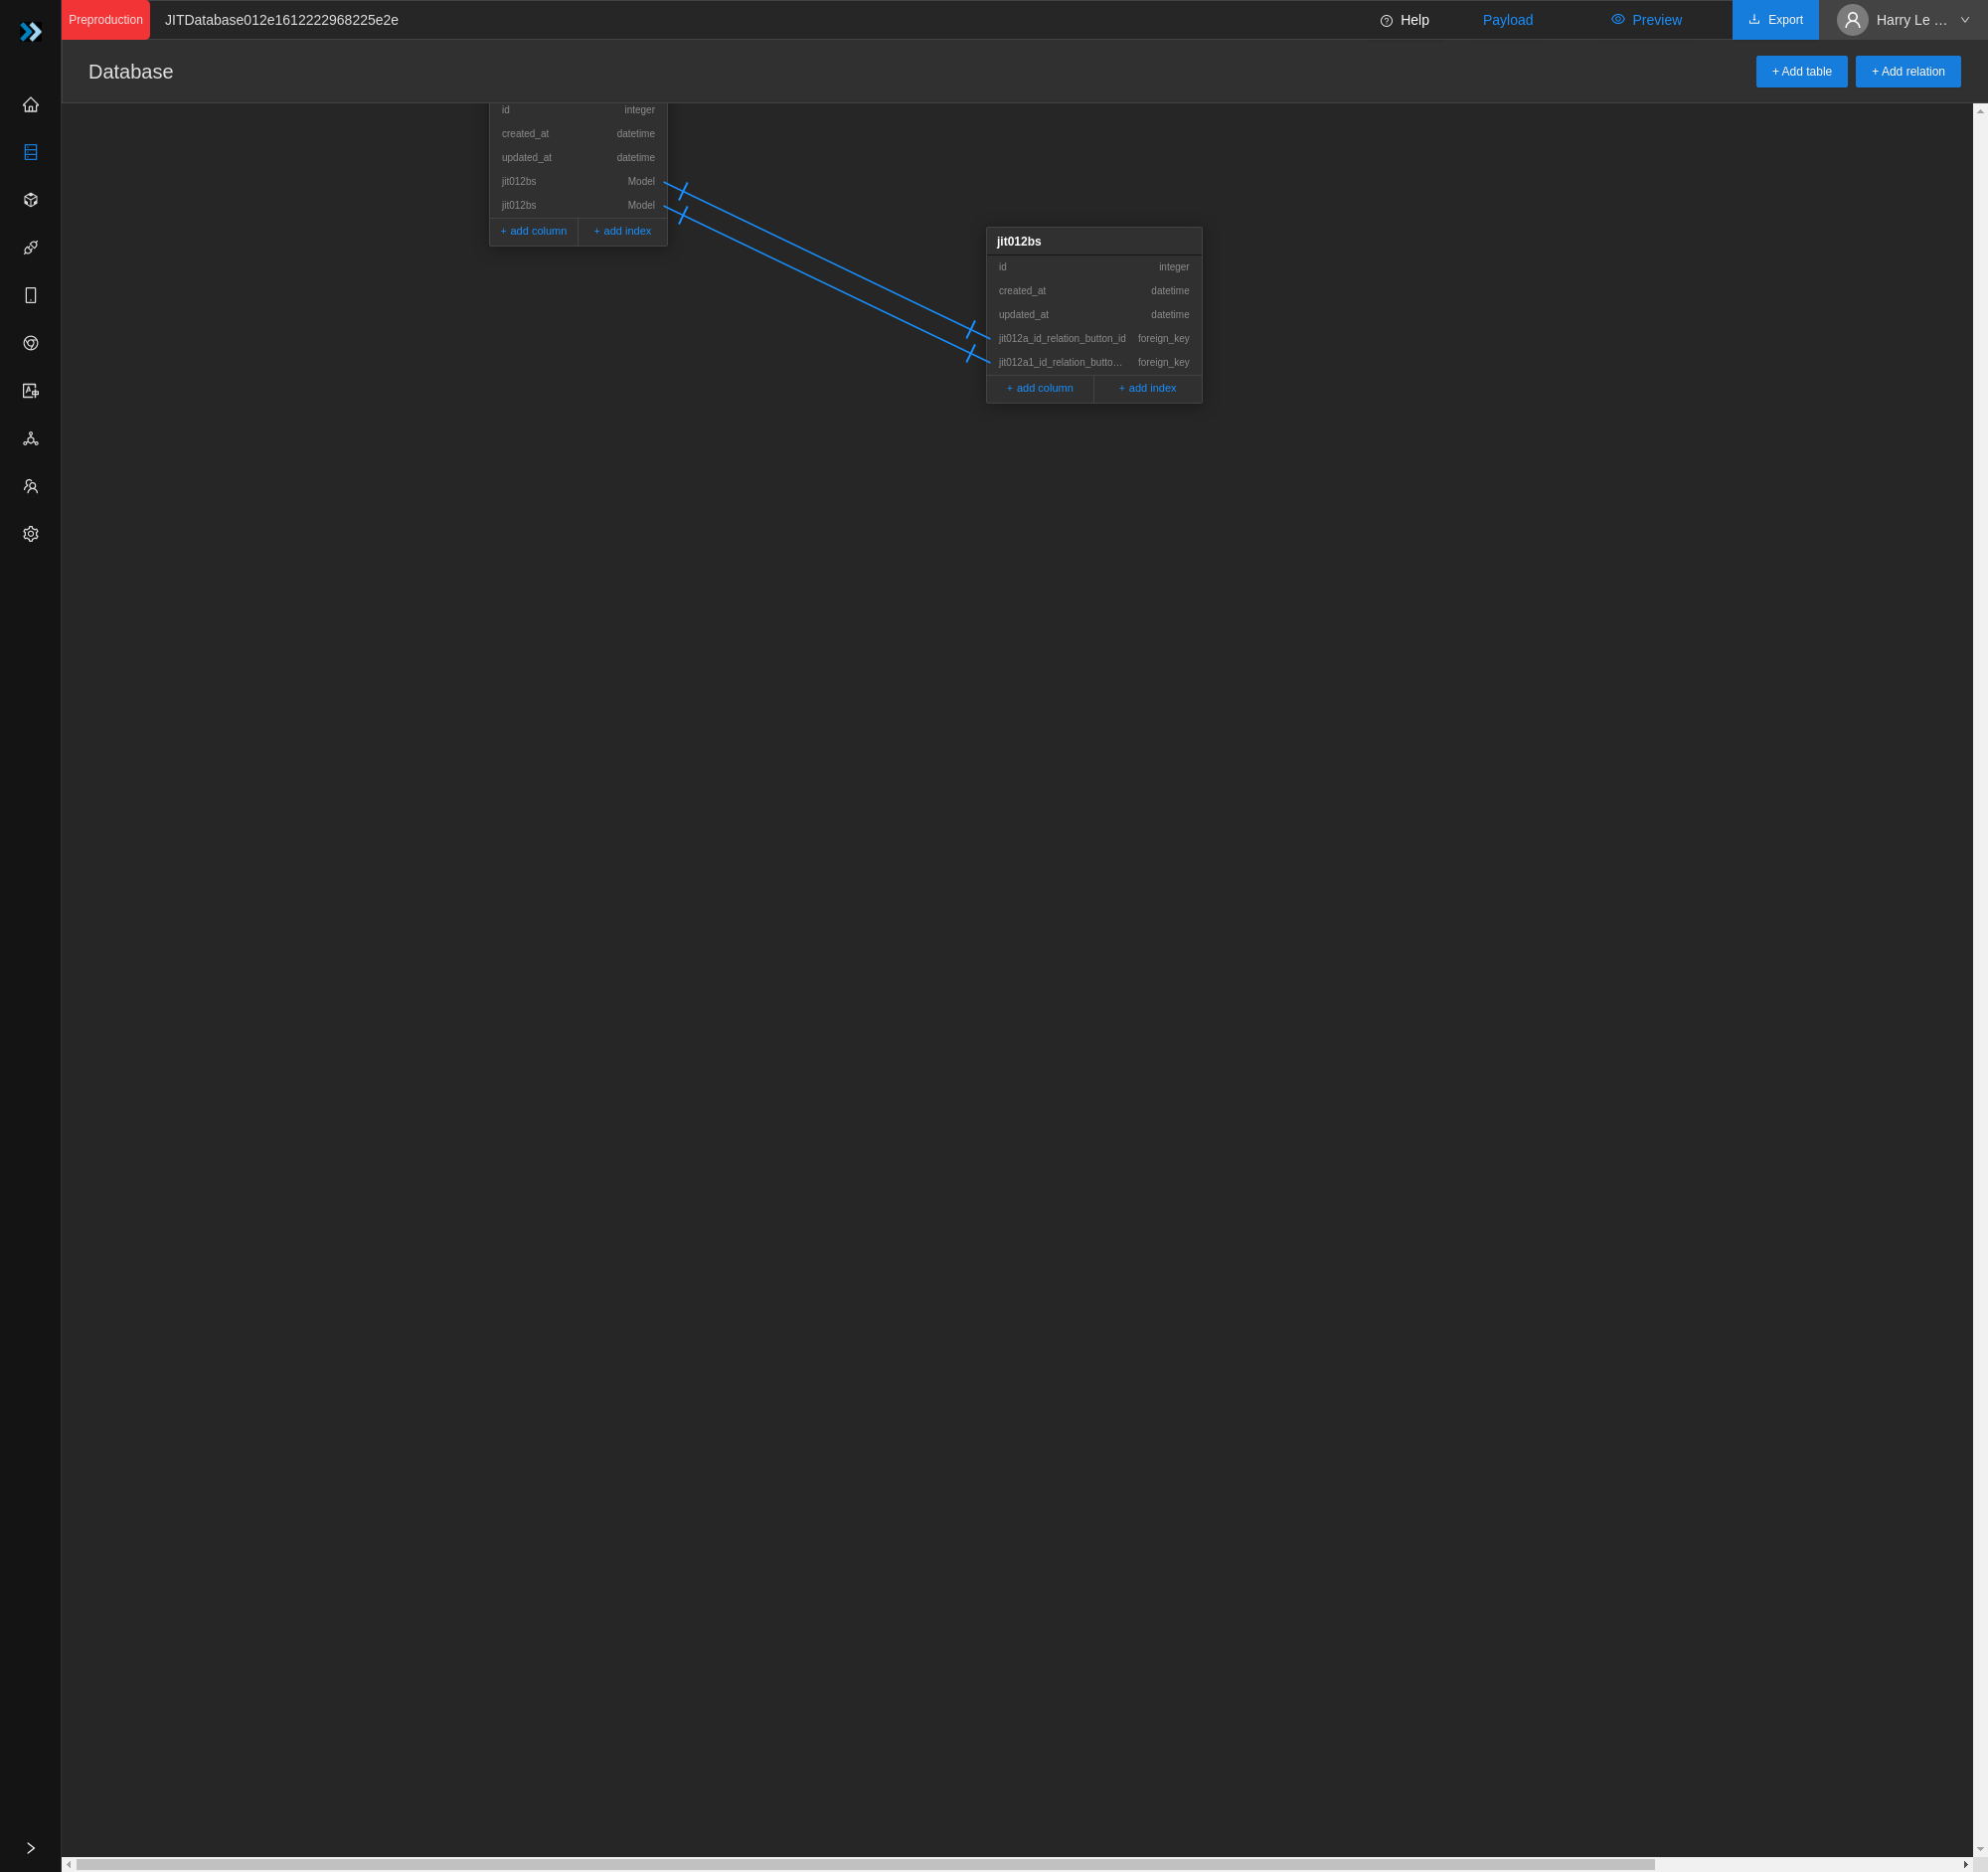 Preproduction JITDatabase012e1612222968225e2e Help Payload Preview Export Harry Le ...
Database + Add table + Add relation
id integer
created_at datetime
updated_at datetime
jit012bs Model
jit012bs Model
+ add column + add index
jit012bs
id integer
created_at datetime
updated_at datetime
jit012a_id_relation_button_id foreign_key
jit012a1_id_relation_butto... foreign_key
+ add column + add index